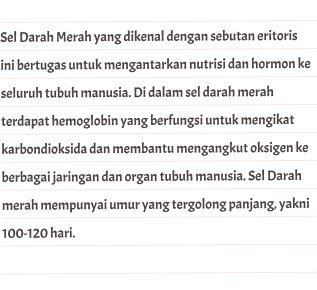 Sel Darah Merah yang dikenal dengan sebutan eritoris
ini bertugas untuk mengantarkan nutrisi dan hormon ke
seluruh tubuh manusia. Di dalam sel darah merah
terdapat hemoglobin yang berfungsi untuk mengikat
karbondioksida dan membantu mengangkut oksigen ke
berbagai jaringan dan organ tubuh manusia. Sel Darah
merah mempunyai umur yang tergolong panjang, yakni
100-120 hari.